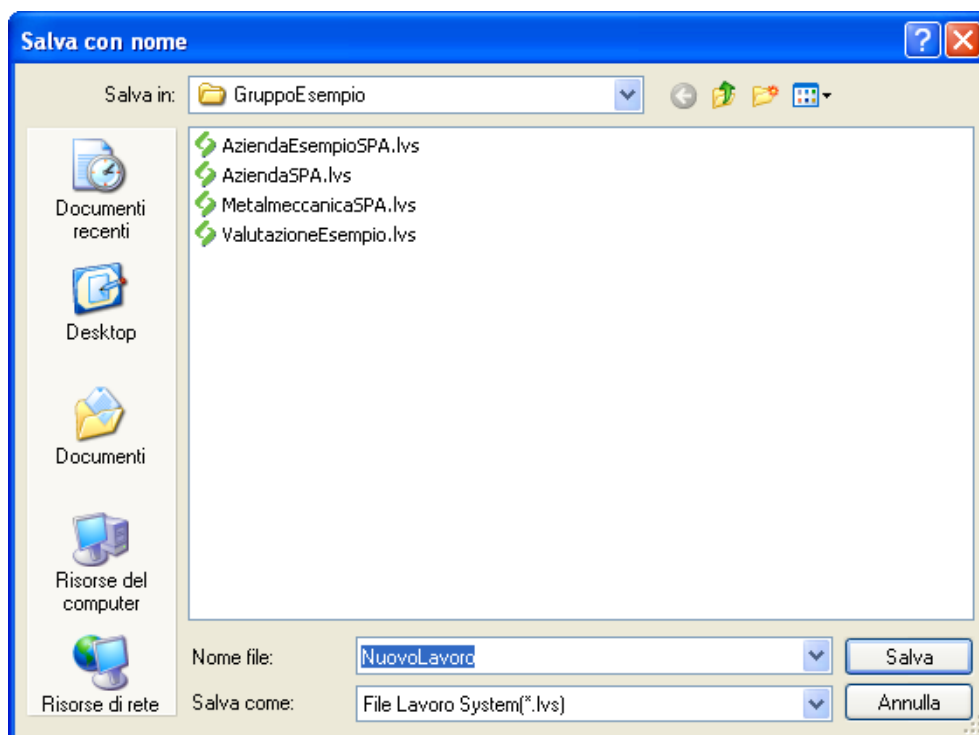 Salva con nome
Salva in:
GruppoEsempio
AziendaEsempioSPA.lvs
AziendaSPA.lvs
MetalmeccanicaSPA.lvs
ValutazioneEsempio.lvs
Documenti
recenti
Desktop
Documenti
Risorse del
computer
Risorse di rete
Nome file:
NuovoLavoro
Salva
Salva come:
File Lavoro System(*.lvs)
Annulla